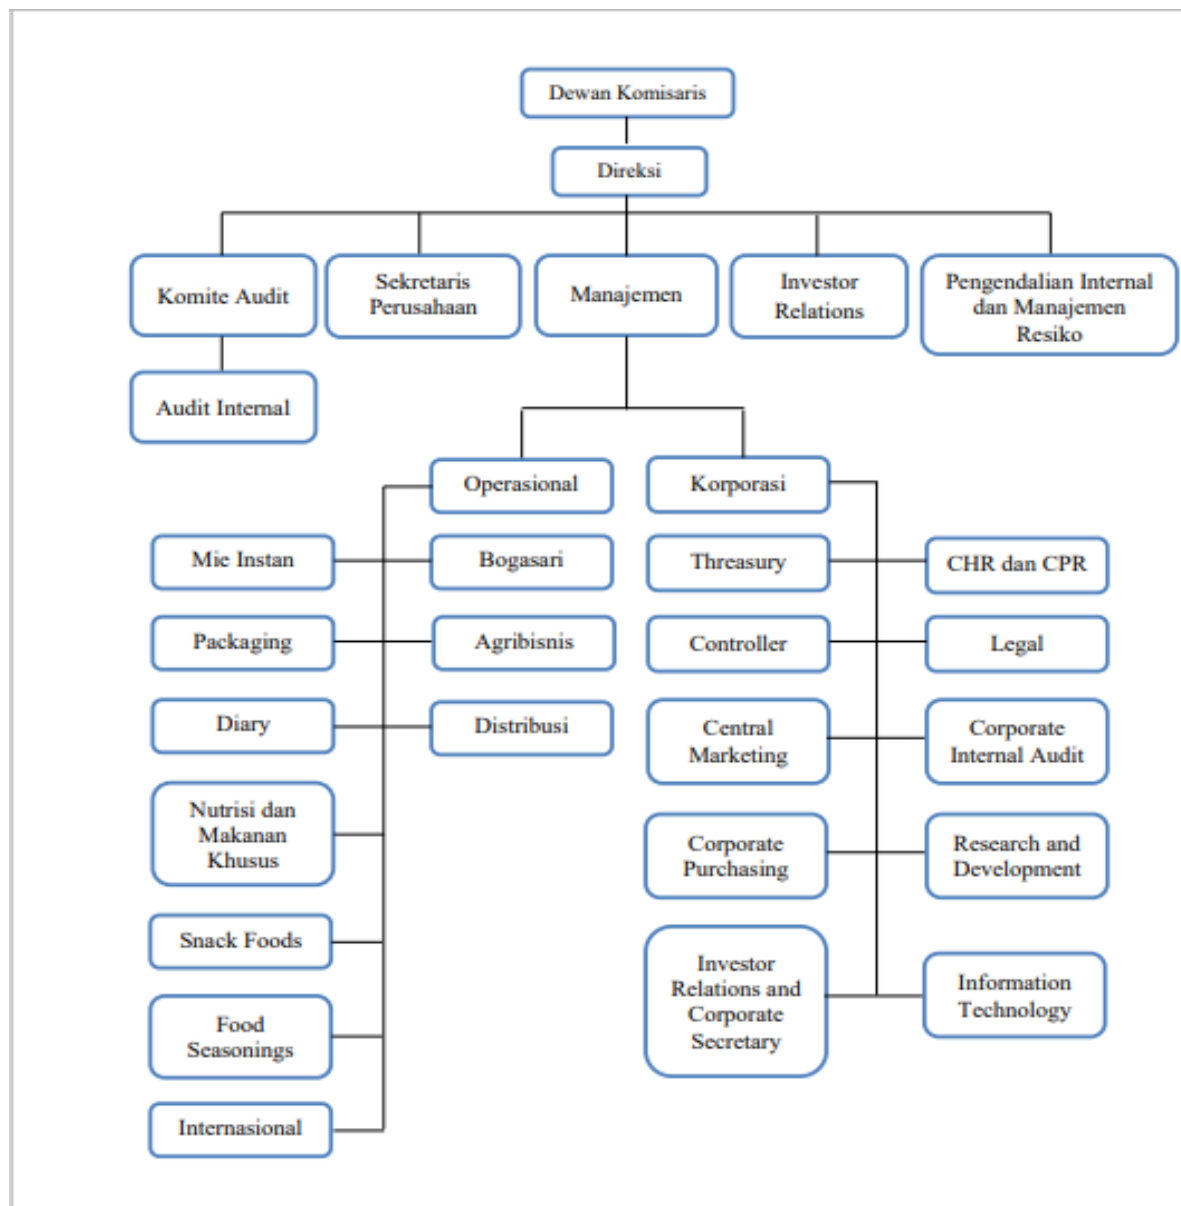 Dewan Komisaris
Direksi
Komite Audit
Sekretaris
Perusahaan
Manajemen
Investor
Relations
Pengendalian Internal
dan Manajemen
Resiko
Audit Internal
Operasional
Korporasi
Mie Instan
Bogasari
Threasury
CHR dan CPR
Packaging
Agribisnis
Controller
Legal
Diary
Distribusi
Central
Marketing
Corporate
Internal Audit
Nutrisi dan
Makanan
Khusus
Corporate
Purchasing
Research and
Development
Snack Foods
Investor
Relations and
Corporate
Secretary
Information
Technology
Food
Seasonings
Internasional